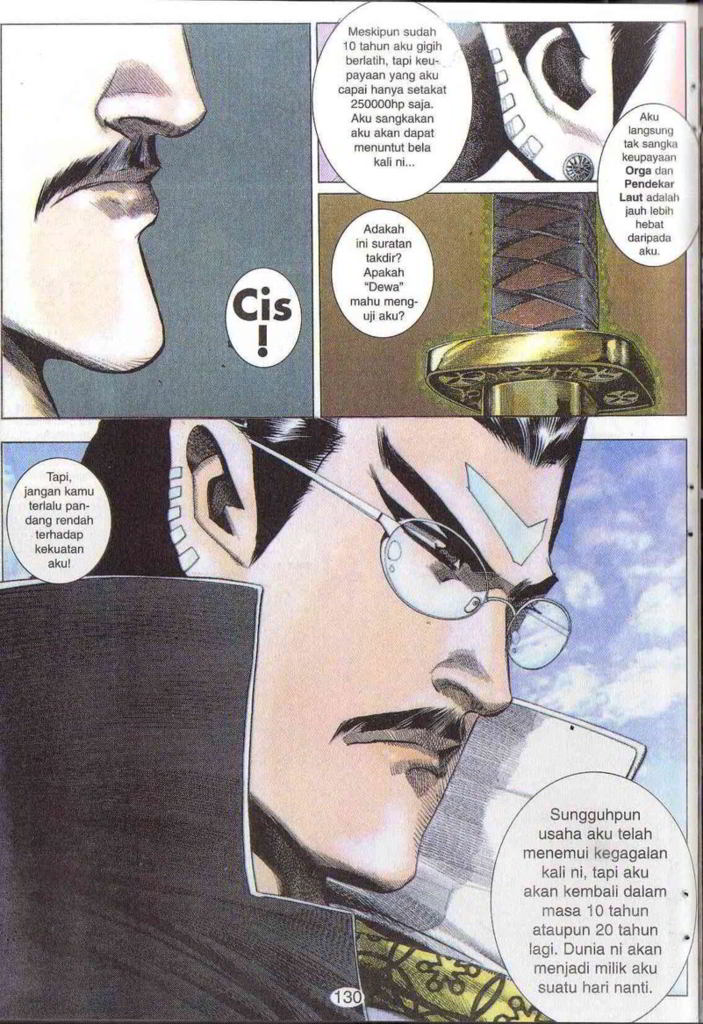 Cis
!
Meskipun sudah
10 tahun aku gigih
berlatih, tapi keu-
payaan yang aku
capai hanya setakat
250000hp saja.
Aku sangkakan
aku akan dapat
menuntut bela
kali ni...
Aku
langsung
tak sangka
keupayaan
Orga dan
Pendekar
Laut adalah
jauh lebih
hebat
daripada
aku.
Adakah
ini suratan
takdir?
Apakah
"Dewa"
mahu meng-
uji aku?
Tapi,
jangan kamu
terlalu pan-
dang rendah
terhadap
kekuatan
aku!
Sungguhpun
usaha aku telah
menemui kegagalan
kali ni, tapi aku
akan kembali dalam
masa 10 tahun
ataupun 20 tahun
lagi. Dunia ni akan
menjadi milik aku
suatu hari nanti.
130